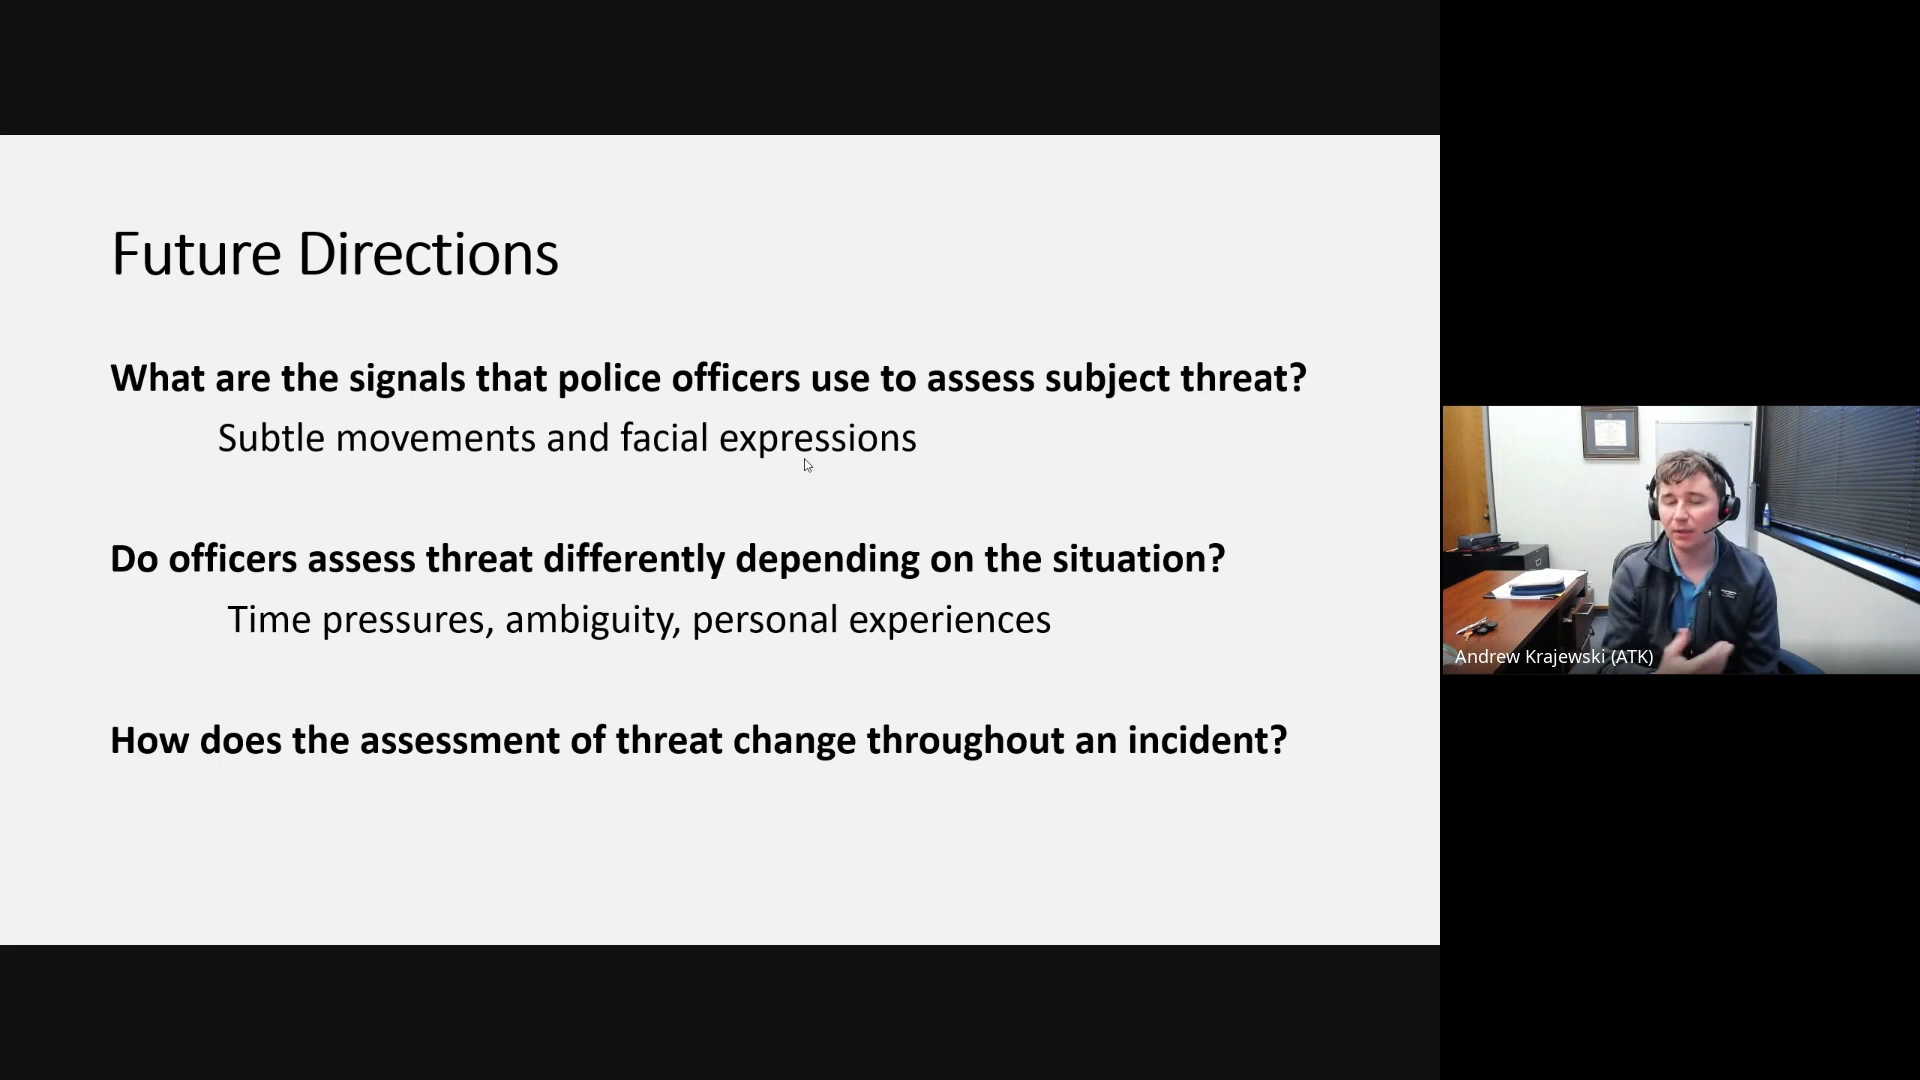 Future Directions
What are the signals that police officers use to assess subject threat?
Subtle movements and facial expressions
Do officers assess threat differently depending on the situation?
Time pressures, ambiguity, personal experiences
How does the assessment of threat change throughout an incident?
Andrew Krajewski (ATK)